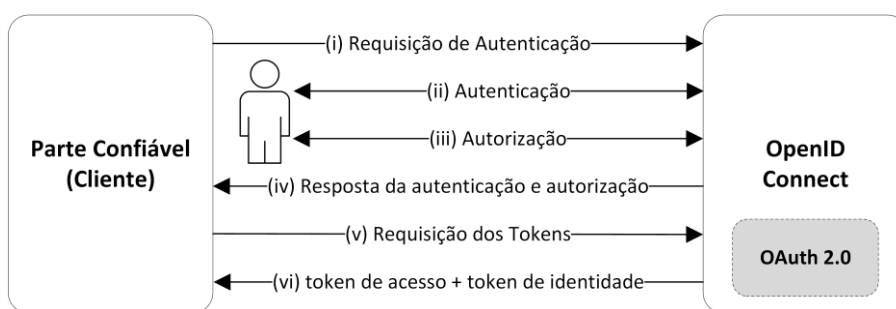 (i) Requisição de Autenticação
(ii) Autenticação
(iii) Autorização
Parte Confiável
(Cliente)
OpenID
Connect
(iv) Resposta da autenticação e autorização
(v) Requisição dos Tokens
OAuth 2.0
(vi) token de acesso + token de identidade